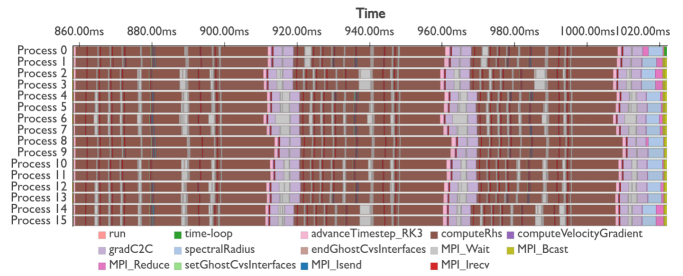 Time
860.00ms 880.00ms 900.00ms 920.00ms 940.00ms 960.00ms 980.00ms 1000.00ms 1020.00ms
Process 0
Process 1
Process 2
Process 3
Process 4
Process 5
Process 6
Process 7
Process 8
Process 9
Process 10
Process 11
Process 12
Process 13
Process 14
Process 15
run time-loop advanceTimestep_RK3 computeRhs computeVelocityGradient
gradC2C spectralRadius endGhostCvsInterfaces MPI_Wait MPI_Bcast
MPI_Reduce setGhostCvsInterfaces MPI_Isend MPI_Irecv